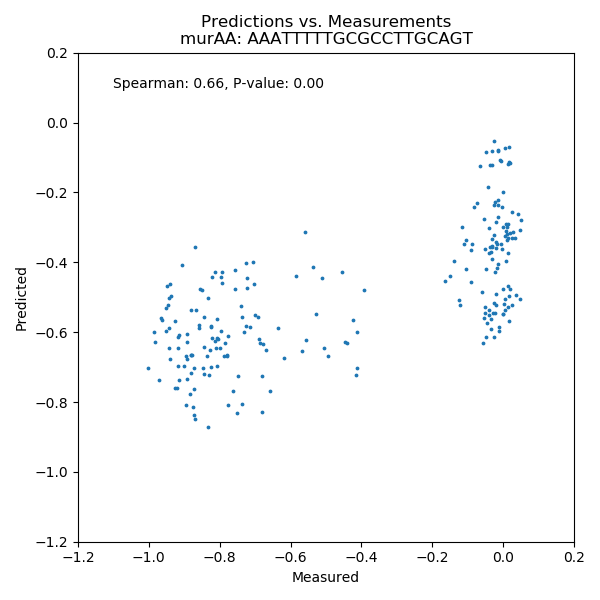 Predictions vs. Measurements
murAA: AAATTTTTGCGCCTTGCAGT
Spearman: 0.66, P-value: 0.00
Predicted
0.2
0.0
−0.2
−0.4
−0.6
−0.8
−1.0
−1.2
−1.2 −1.0 −0.8 −0.6 −0.4 −0.2 0.0 0.2
Measured